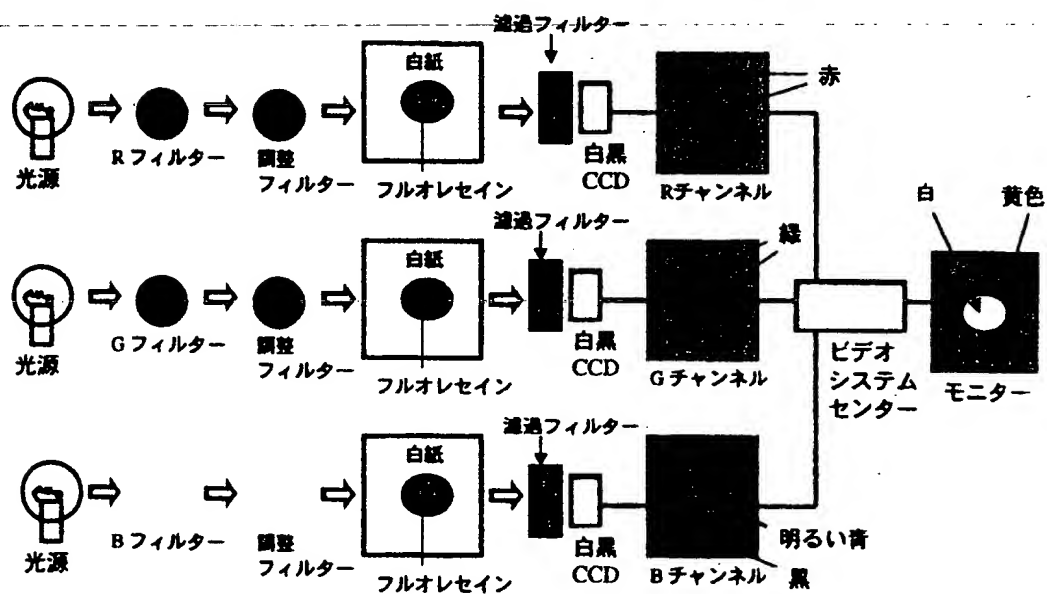 濾過フィルター
白紙
光源
Rフィルター
調整
フィルター
フルオレセイン
白黒
CCD
Rチャンネル
赤
濾過フィルター
白紙
光源
Gフィルター
調整
フィルター
フルオレセイン
白黒
CCD
Gチャンネル
緑
ビデオ
システム
センター
白
黄色
モニター
濾過フィルター
白紙
光源
Bフィルター
調整
フィルター
フルオレセイン
白黒
CCD
Bチャンネル
明るい青
黒